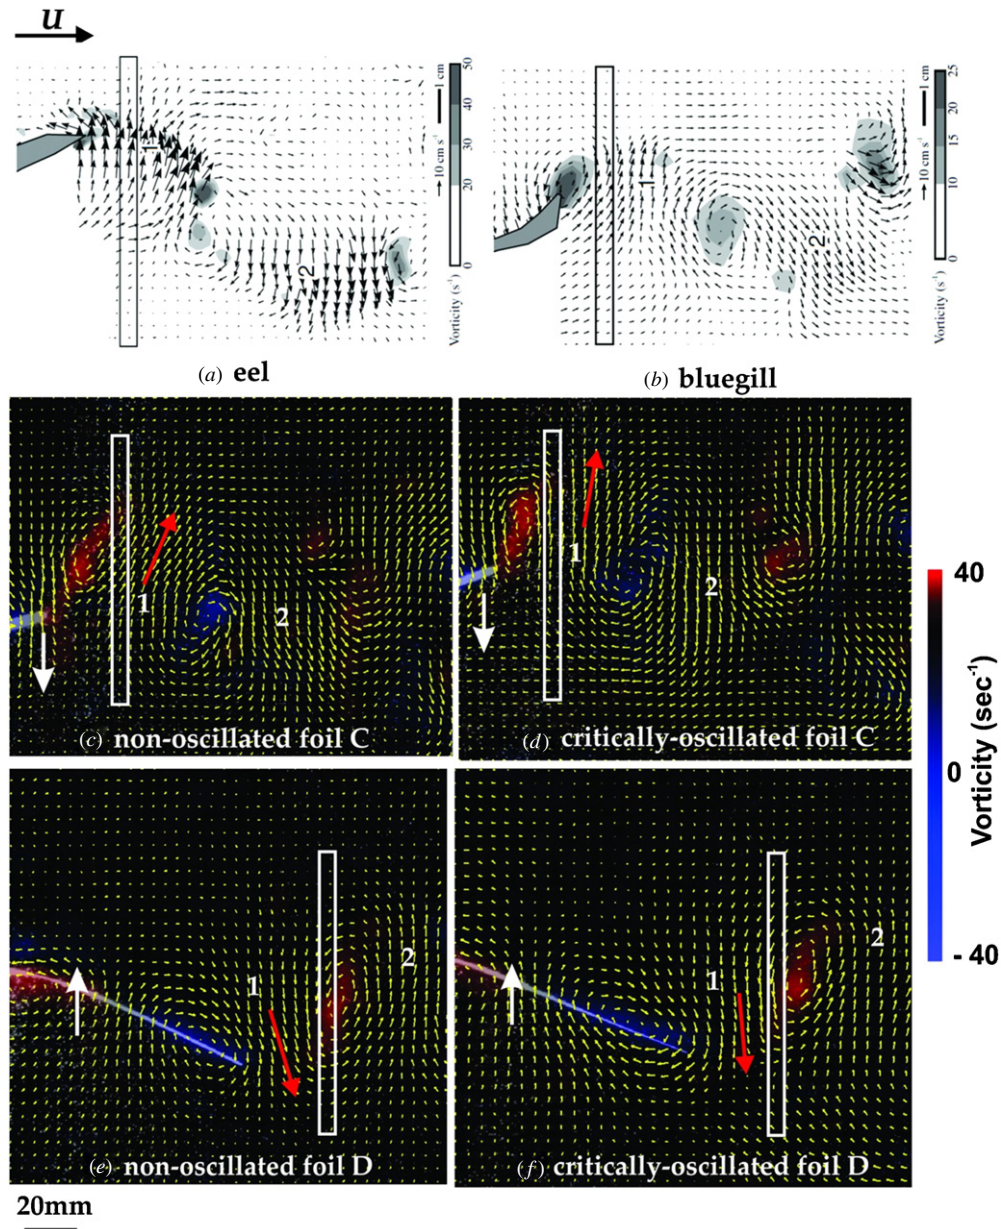 u
1
2
50
40
30
20
0
Vorticity (s-1)
10 cm s-1
1 cm
(a) eel
1
2
25
20
15
10
0
Vorticity (s-1)
10 cm s-1
1 cm
(b) bluegill
1
2
(c) non-oscillated foil C
1
2
(d) critically-oscillated foil C
40
0
- 40
Vorticity (sec-1)
1
2
(e) non-oscillated foil D
1
2
(f) critically-oscillated foil D
20mm